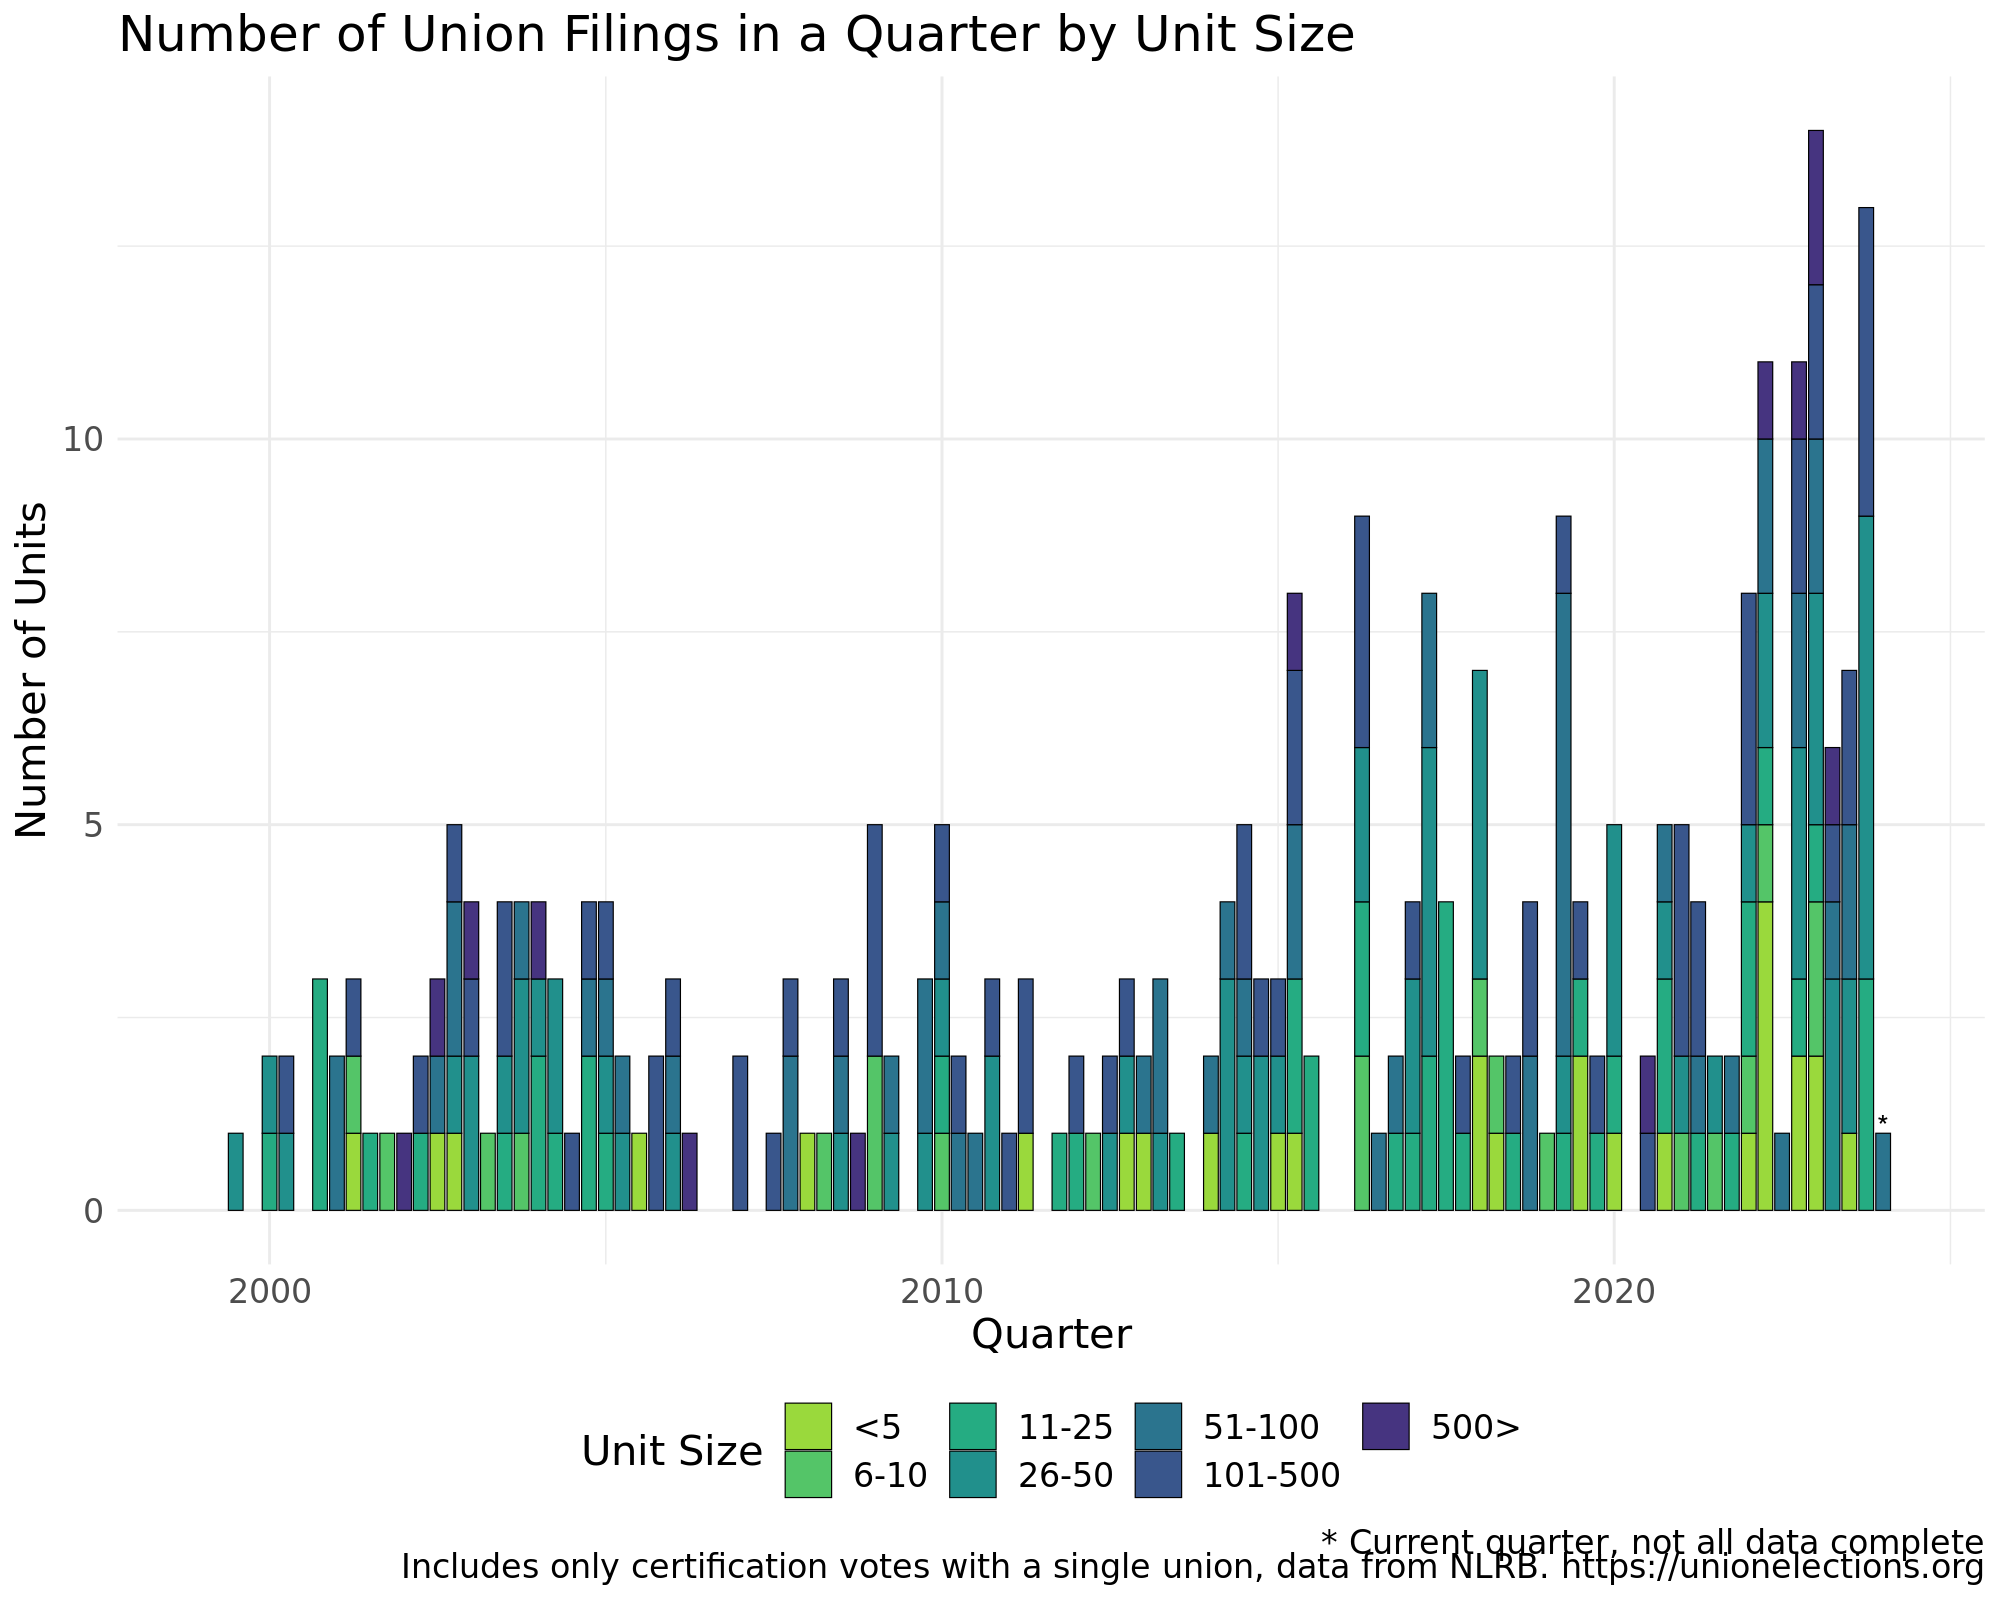 Number of Union Filings in a Quarter by Unit Size
Number of Units
10
5
0
*
2000 2010 2020
Quarter
Unit Size
<5 11-25 51-100 500>
6-10 26-50 101-500
* Current quarter, not all data complete
Includes only certification votes with a single union, data from NLRB. https://unionelections.org